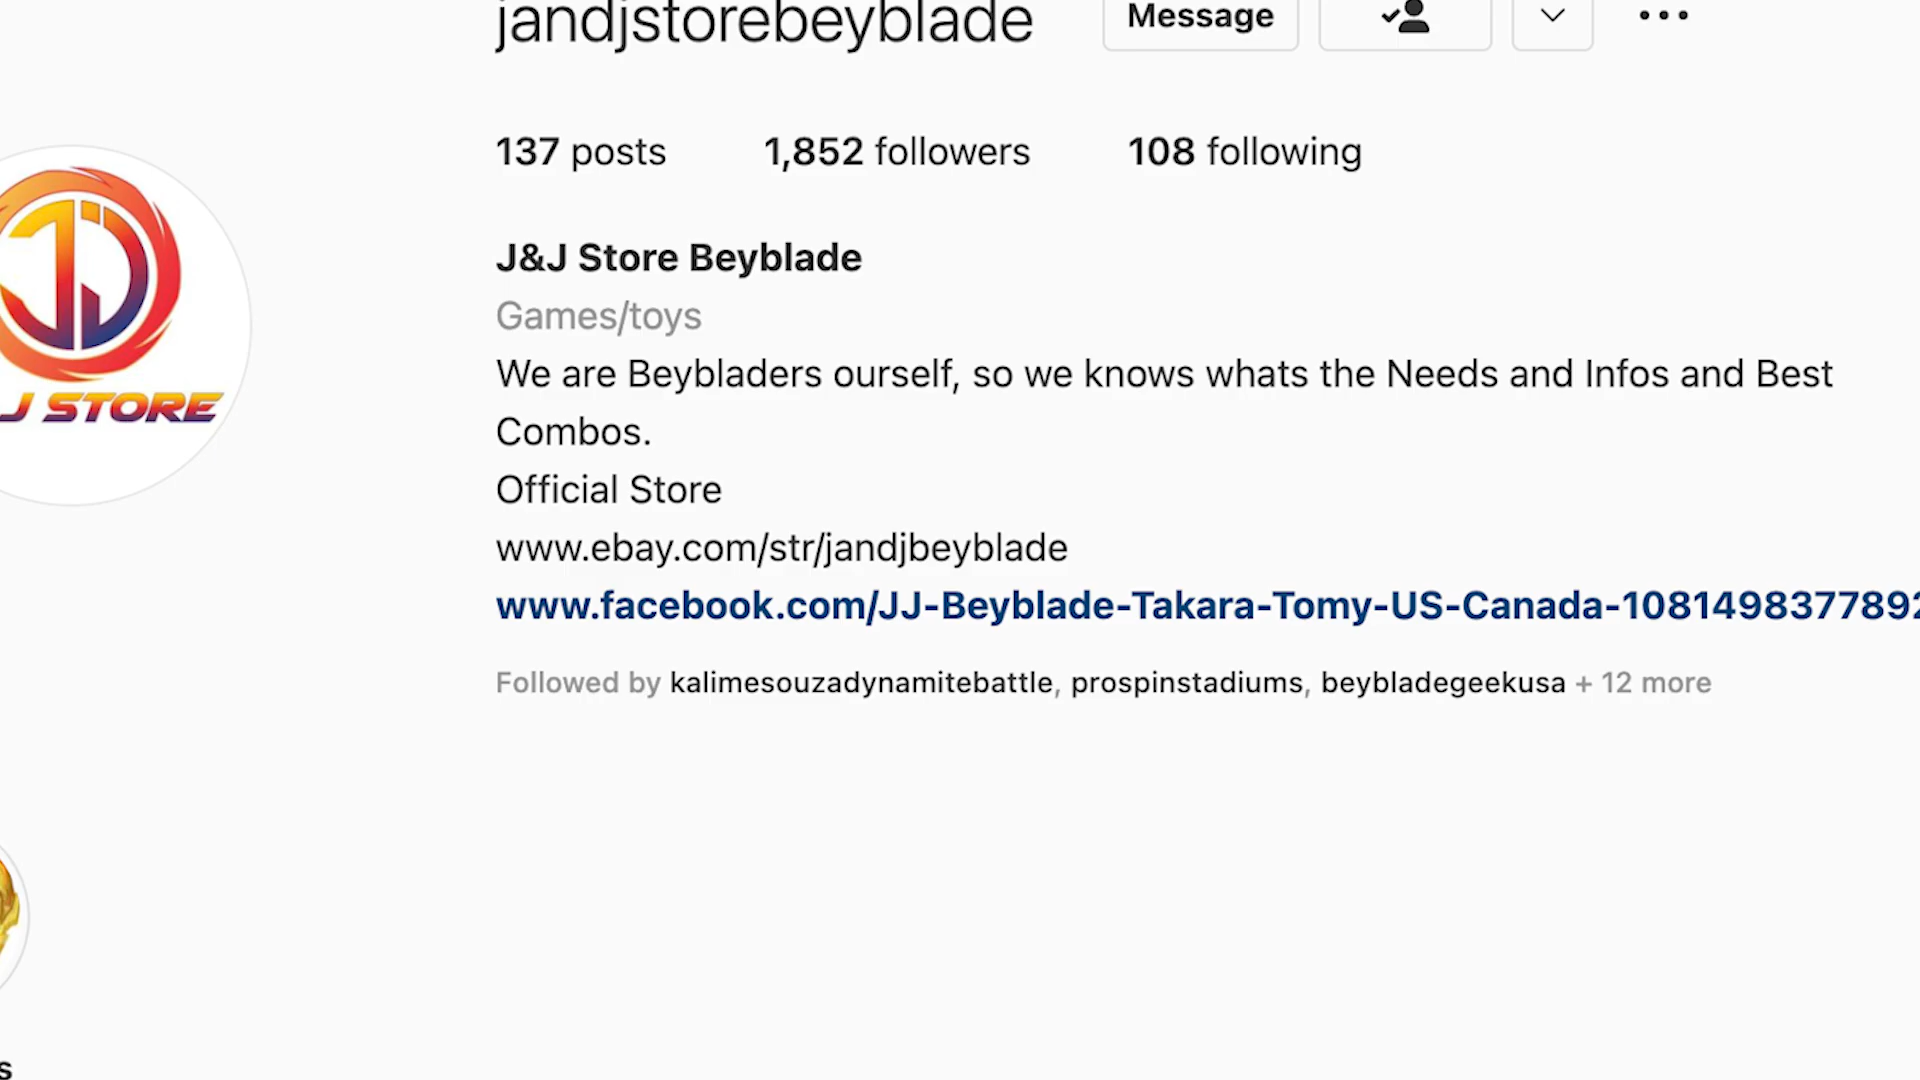 jandjstorebeyblade Message
137 posts 1,852 followers 108 following
J&J Store Beyblade
Games/toys
We are Beybladers ourself, so we knows whats the Needs and Infos and Best
Combos.
Official Store
www.ebay.com/str/jandjbeyblade
www.facebook.com/JJ-Beyblade-Takara-Tomy-US-Canada-1081498377892
Followed by kalimesouzadynamitebattle, prospinstadiums, beybladegeekusa + 12 more
JJ
J STORE
s